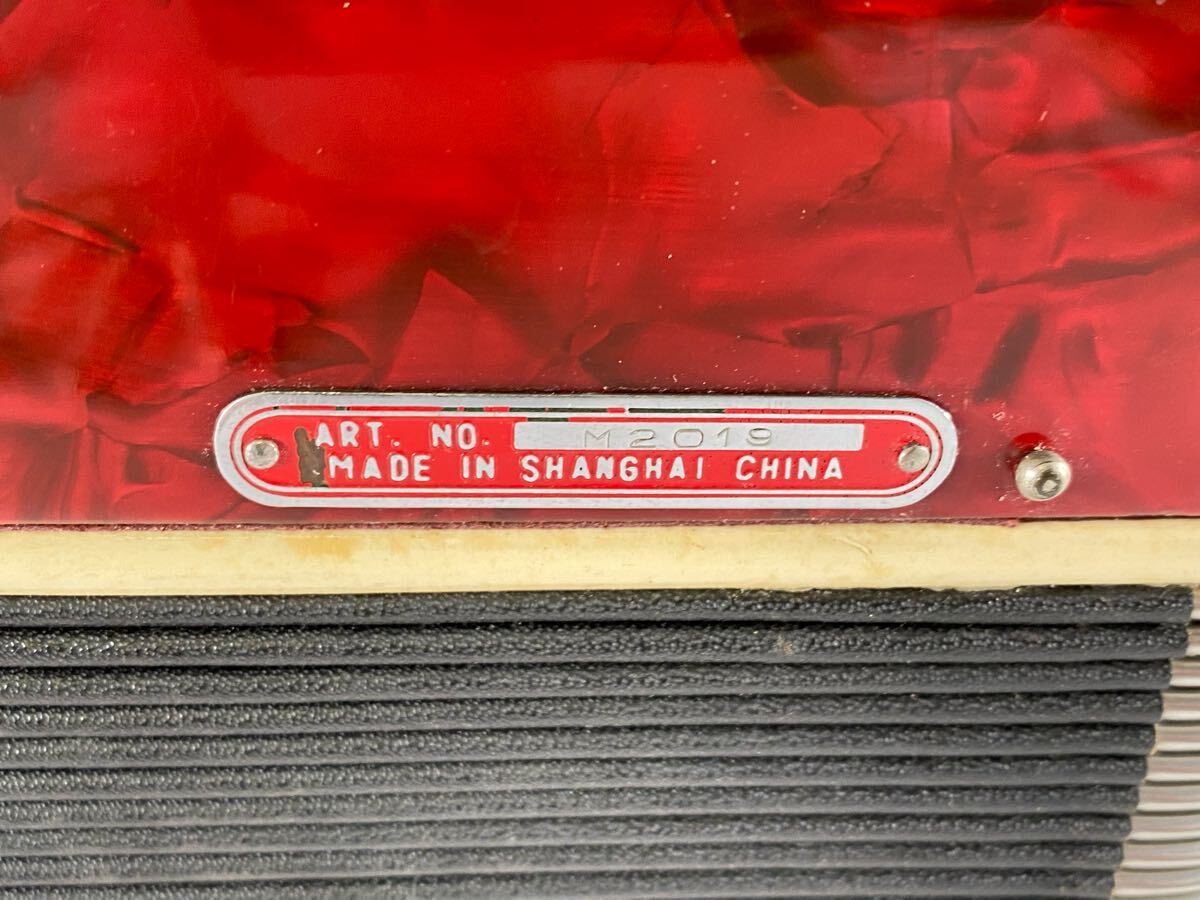 ART. NO. M2019
MADE IN SHANGHAI CHINA